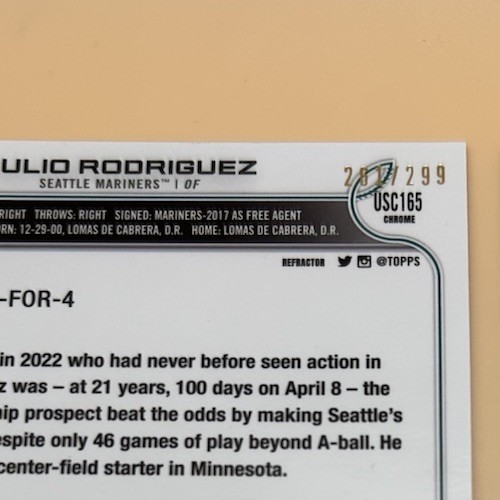 ULIO RODRIGUEZ
SEATTLE MARINERS™ | OF
/299
USC165
CHROME
RIGHT THROWS: RIGHT SIGNED: MARINERS-2017 AS FREE AGENT
RN: 12-29-00, LOMAS DE CABRERA, D.R. HOME: LOMAS DE CABRERA, D.R.
REFRACTOR @TOPPS
-FOR-4
in 2022 who had never before seen action in
z was – at 21 years, 100 days on April 8 – the
ip prospect beat the odds by making Seattle's
spite only 46 games of play beyond A-ball. He
center-field starter in Minnesota.